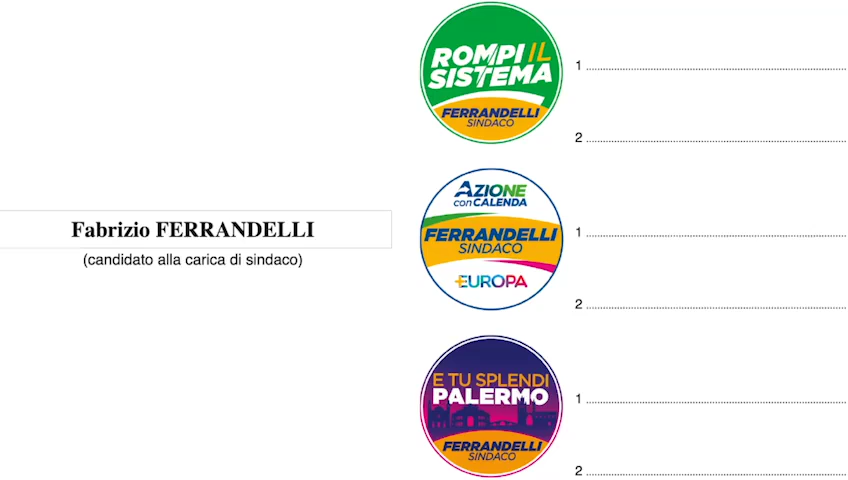 Fabrizio FERRANDELLI
(candidato alla carica di sindaco)
ROMPI IL
SISTEMA
FERRANDELLI
SINDACO
1
2
AZIONE
con CALENDA
FERRANDELLI
SINDACO
+EUROPA
1
2
E TU SPLENDI
PALERMO
FERRANDELLI
SINDACO
1
2